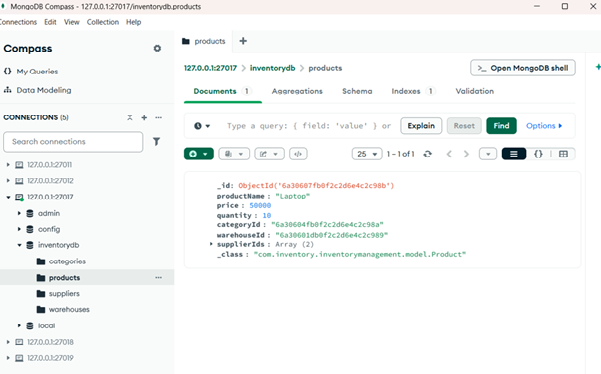 MongoDB Compass - 127.0.0.1:27017/inventorydb.products
Connections Edit View Collection Help
Compass
My Queries
Data Modeling
CONNECTIONS (5)
Search connections
127.0.0.1:27011
127.0.0.1:27012
127.0.0.1:27017
admin
config
inventorydb
categories
products
suppliers
warehouses
local
127.0.0.1:27018
127.0.0.1:27019
products
127.0.0.1:27017 > inventorydb > products
>_ Open MongoDB shell
Documents 1 Aggregations Schema Indexes 1 Validation
Type a query: { field: 'value' } or Explain Reset Find Options
25 1 – 1 of 1
_id: ObjectId('6a30607fb0f2c2d6e4c2c98b')
productName : "Laptop"
price : 50000
quantity : 10
categoryId : "6a30604fb0f2c2d6e4c2c98a"
warehouseId : "6a30601db0f2c2d6e4c2c989"
supplierIds : Array (2)
_class : "com.inventory.inventorymanagement.model.Product"